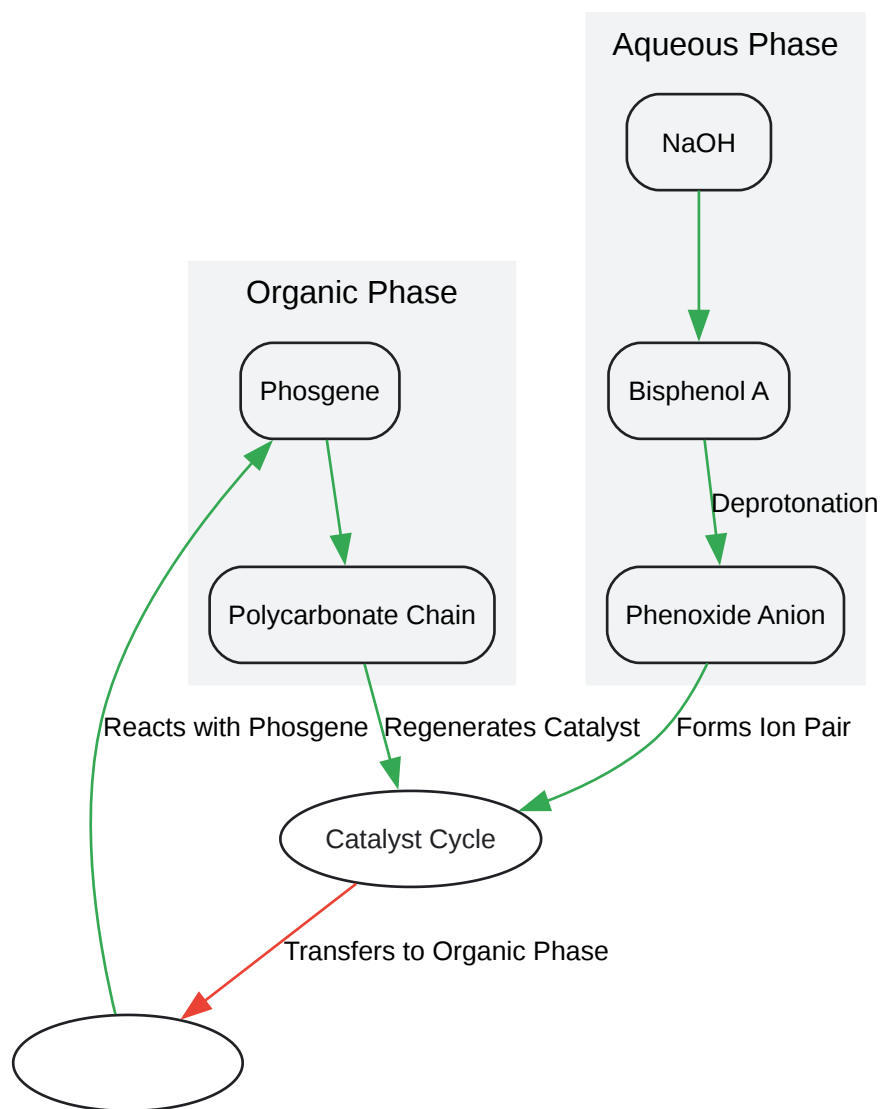 Aqueous Phase
NaOH
Organic Phase
Phosgene
Bisphenol A
Deprotonation
Polycarbonate Chain
Phenoxide Anion
Reacts with Phosgene
Regenerates Catalyst
Forms Ion Pair
Catalyst Cycle
Transfers to Organic Phase